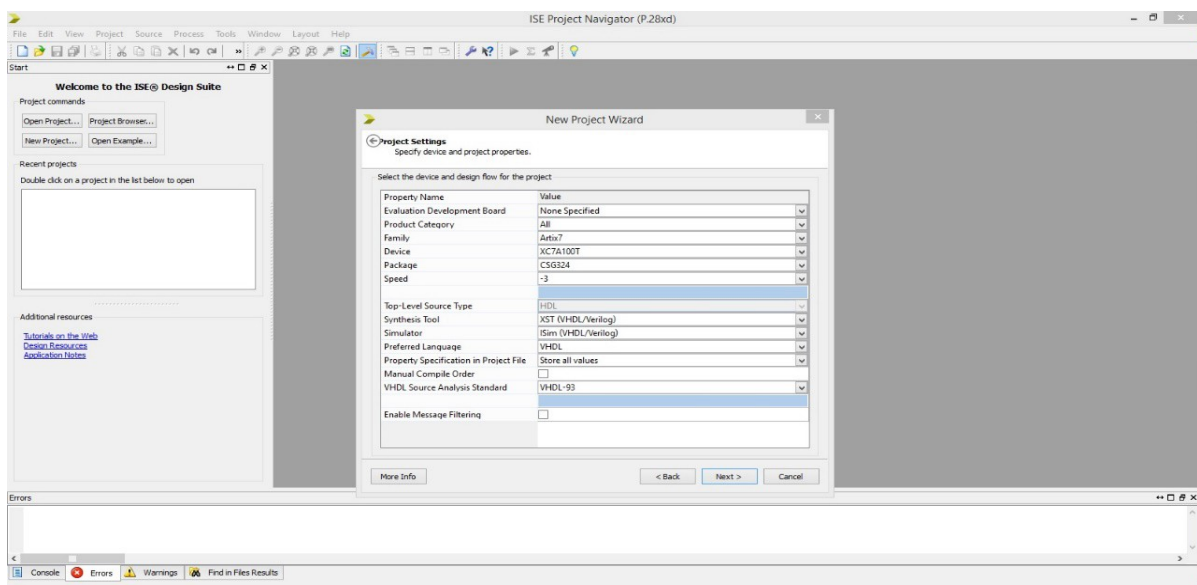 ISE Project Navigator (P.28xd)
File Edit View Project Source Process Tools Window Layout Help
Start
Welcome to the ISE® Design Suite
Project commands
Open Project... Project Browser...
New Project... Open Example...
Recent projects
Double click on a project in the list below to open
Additional resources
Tutorials on the Web
Design Resources
Application Notes
New Project Wizard
Project Settings
Specify device and project properties.
Select the device and design flow for the project
Property Name Value
Evaluation Development Board None Specified
Product Category All
Family Artix7
Device XC7A100T
Package CSG324
Speed -3
Top-Level Source Type HDL
Synthesis Tool XST (VHDL/Verilog)
Simulator ISim (VHDL/Verilog)
Preferred Language VHDL
Property Specification in Project File Store all values
Manual Compile Order
VHDL Source Analysis Standard VHDL-93
Enable Message Filtering
More Info < Back Next > Cancel
Errors
Console Errors Warnings Find in Files Results